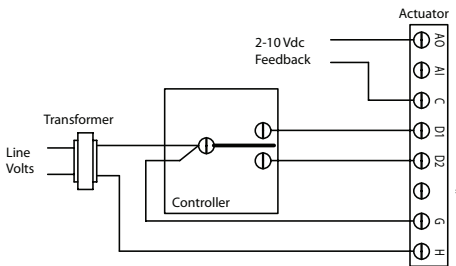 Actuator
2-10 Vdc
Feedback
AO
AI
C
Transformer
D1
Line
Volts
D2
Controller
G
H